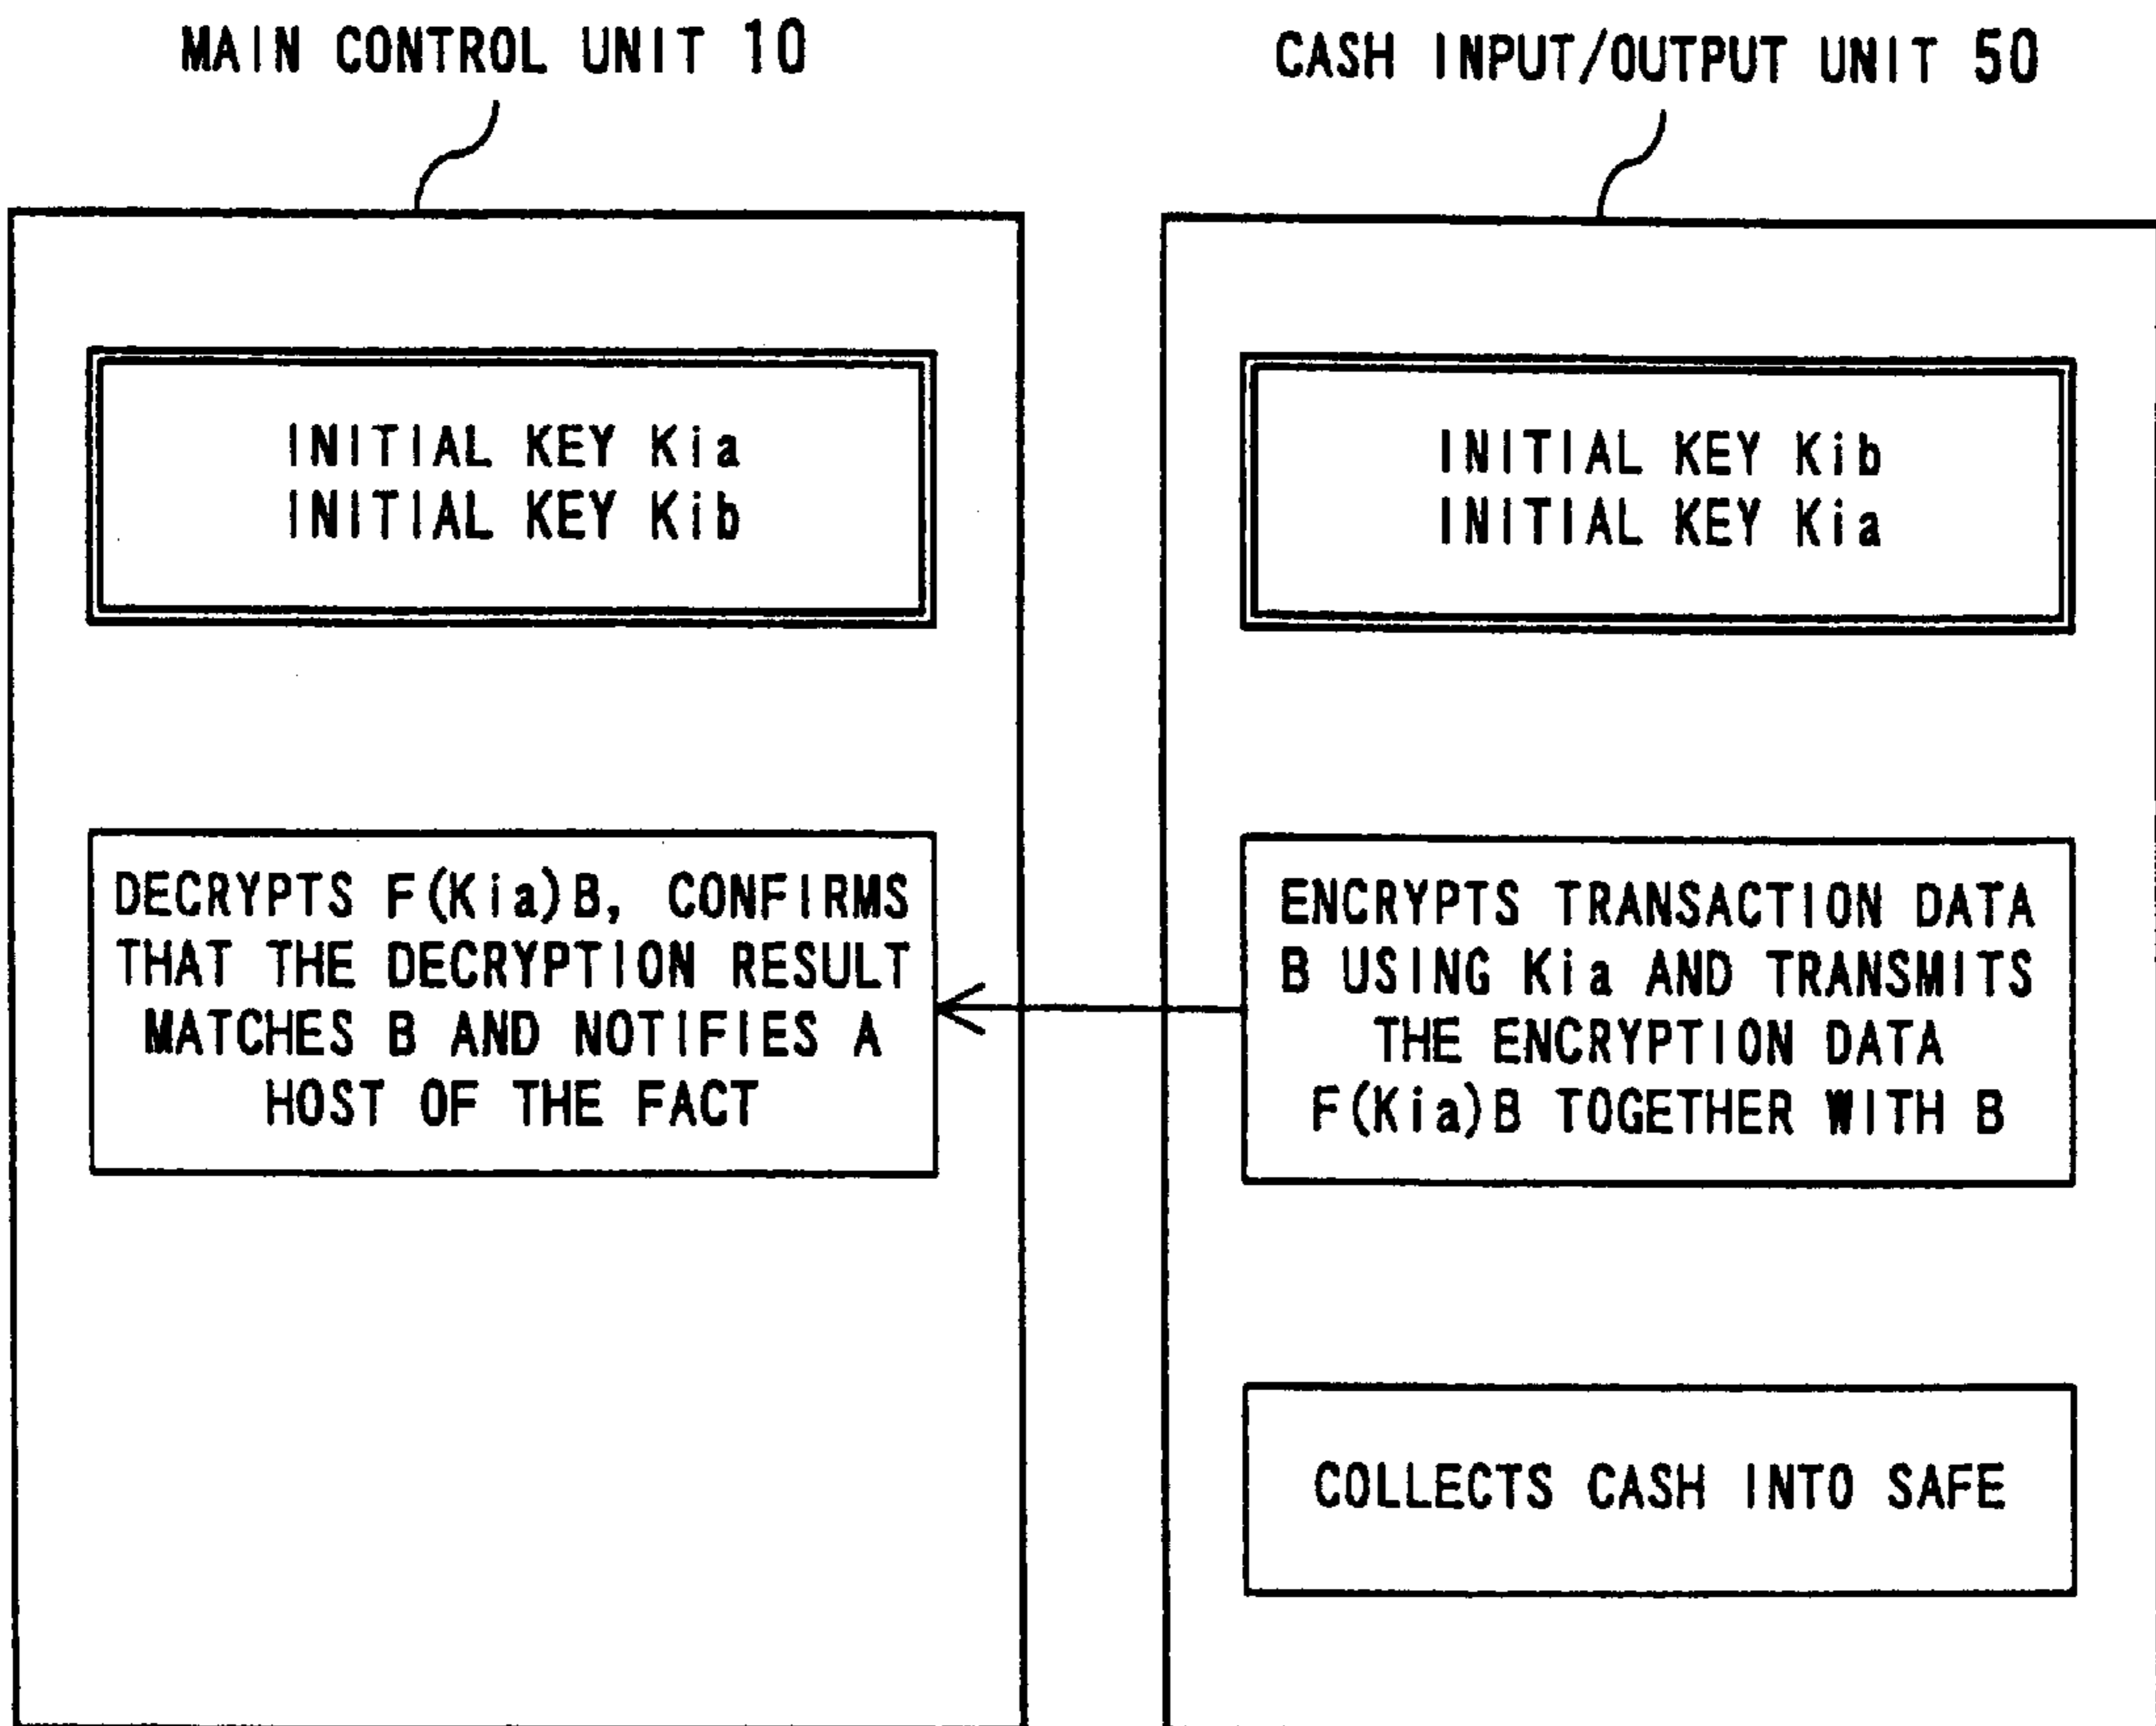 MAIN CONTROL UNIT 10
CASH INPUT/OUTPUT UNIT 50
INITIAL KEY Kia
INITIAL KEY Kib
INITIAL KEY Kib
INITIAL KEY Kia
DECRYPTS F(Kia)B, CONFIRMS
THAT THE DECRYPTION RESULT
MATCHES B AND NOTIFIES A
HOST OF THE FACT
ENCRYPTS TRANSACTION DATA
B USING Kia AND TRANSMITS
THE ENCRYPTION DATA
F(Kia)B TOGETHER WITH B
COLLECTS CASH INTO SAFE